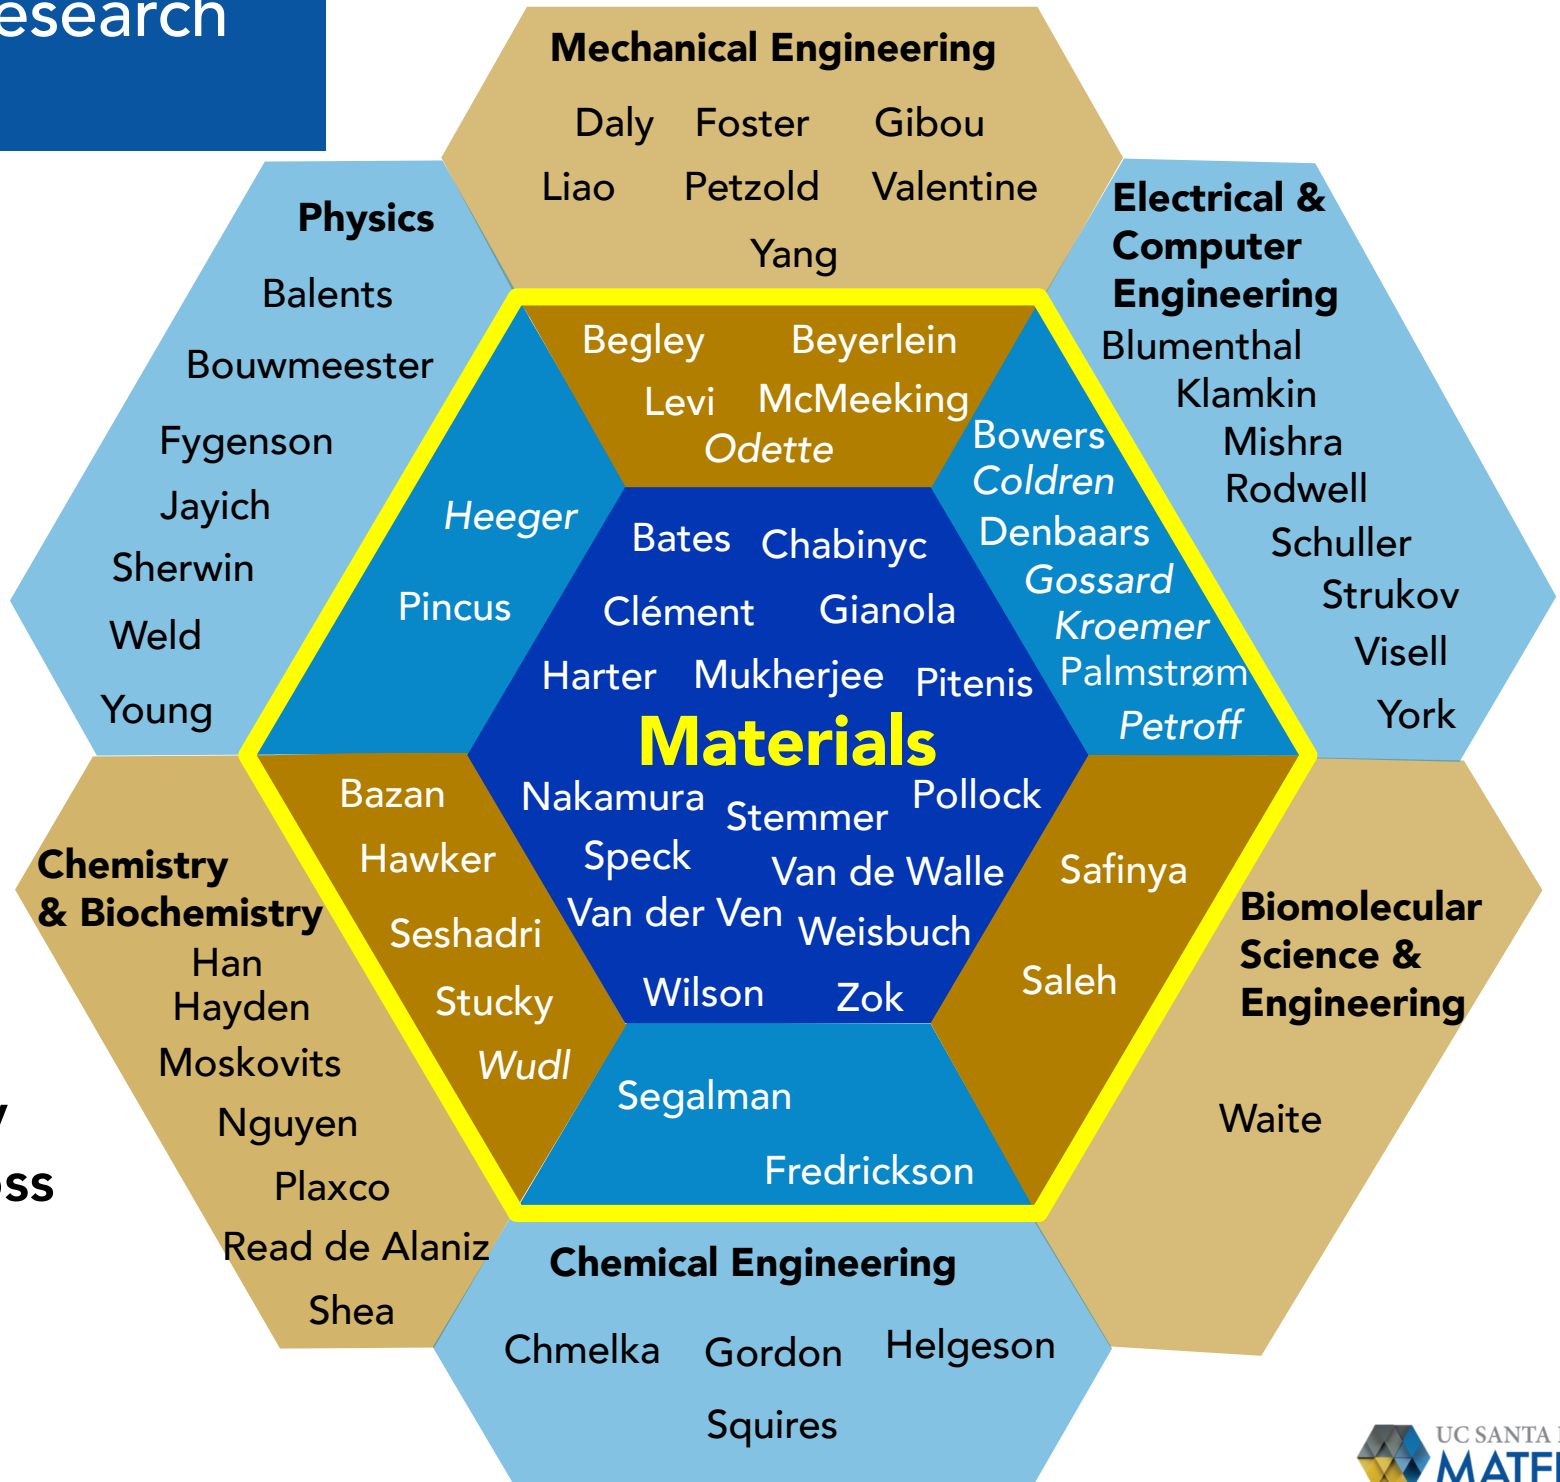 Mechanical Engineering
Daly Foster Gibou
Liao Petzold Valentine
Yang
Physics
Balents
Bouwmeester
Fygenson
Jayich
Sherwin
Weld
Young
Electrical &
Computer
Engineering
Blumenthal
Klamkin
Mishra
Rodwell
Schuller
Strukov
Visell
York
Begley Beyerlein
Levi McMeeking
Odette
Heeger
Pincus
Bowers
Coldren
Denbaars
Gossard
Kroemer
Palmstrøm
Petroff
Bates Chabinyc
Clément Gianola
Harter Mukherjee Pitenis
Materials
Nakamura Stemmer Pollock
Speck Van de Walle
Van der Ven Weisbuch
Wilson Zok
Bazan
Hawker
Seshadri
Stucky
Wudl
Safinya
Saleh
Segalman
Fredrickson
Chemistry
& Biochemistry
Han
Hayden
Moskovits
Nguyen
Plaxco
Read de Alaniz
Shea
Biomolecular
Science &
Engineering
Waite
Chemical Engineering
Chmelka Gordon Helgeson
Squires
UC SANTA